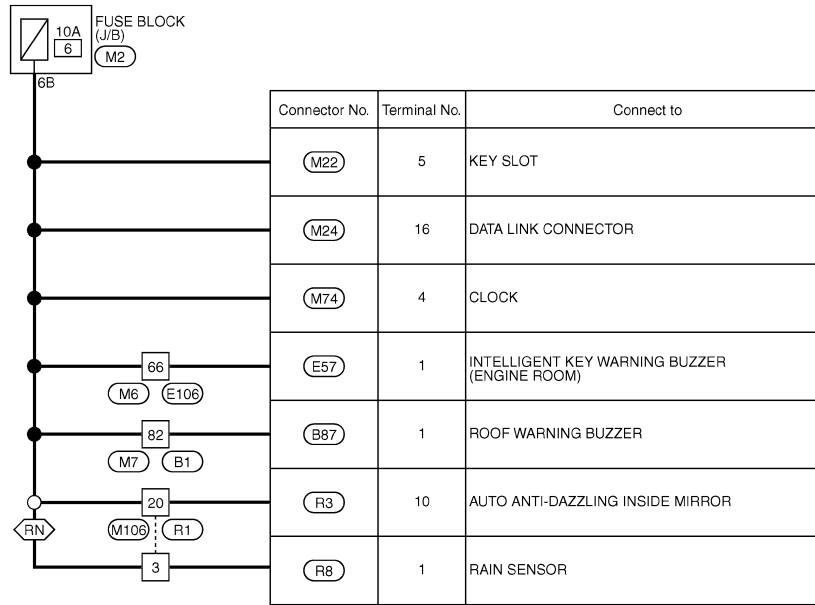 10A
6
FUSE BLOCK
(J/B)
M2
6B
Connector No. Terminal No. Connect to
M22 5 KEY SLOT
M24 16 DATA LINK CONNECTOR
M74 4 CLOCK
66 E57 1 INTELLIGENT KEY WARNING BUZZER
(ENGINE ROOM)
M6 E106
82 B87 1 ROOF WARNING BUZZER
M7 B1
20 R3 10 AUTO ANTI-DAZZLING INSIDE MIRROR
RN M106 R1
3 R8 1 RAIN SENSOR